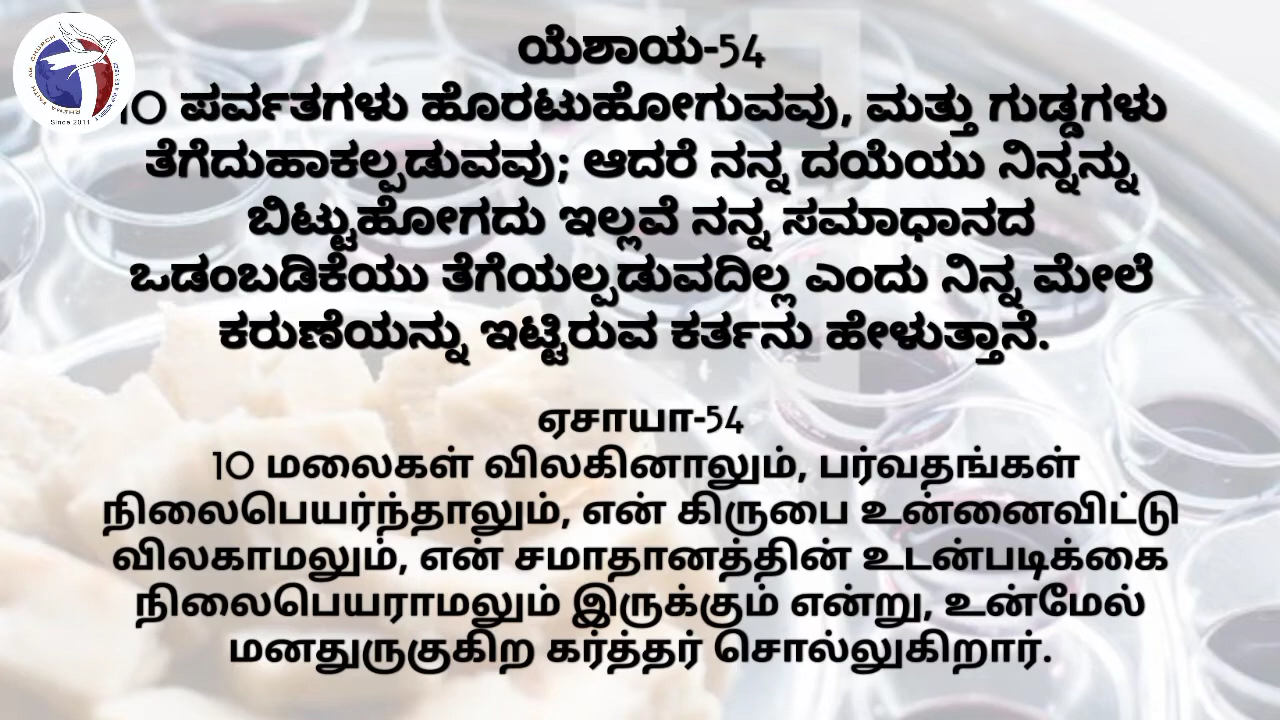 ಯೆಶಾಯ-54
10 ಪರ್ವತಗಳು ಹೊರಟುಹೋಗುವವು, ಮತ್ತು ಗುಡ್ಡಗಳು
ತೆಗೆದುಹಾಕಲ್ಪಡುವವು; ಆದರೆ ನನ್ನ ದಯೆಯು ನಿನ್ನನ್ನು
ಬಿಟ್ಟುಹೋಗದು ಇಲ್ಲವೆ ನನ್ನ ಸಮಾಧಾನದ
ಒಡಂಬಡಿಕೆಯು ತೆಗೆಯಲ್ಪಡುವದಿಲ್ಲ ಎಂದು ನಿನ್ನ ಮೇಲೆ
ಕರುಣೆಯನ್ನು ಇಟ್ಟಿರುವ ಕರ್ತನು ಹೇಳುತ್ತಾನೆ.
ஏசாயா-54
10 மலைகள் விலகினாலும், பர்வதங்கள்
நிலைபெயர்ந்தாலும், என் கிருபை உன்னைவிட்டு
விலகாமலும், என் சமாதானத்தின் உடன்படிக்கை
நிலைபெயராமலும் இருக்கும் என்று, உன்மேல்
மனதுருகுகிற கர்த்தர் சொல்லுகிறார்.
Since 2011